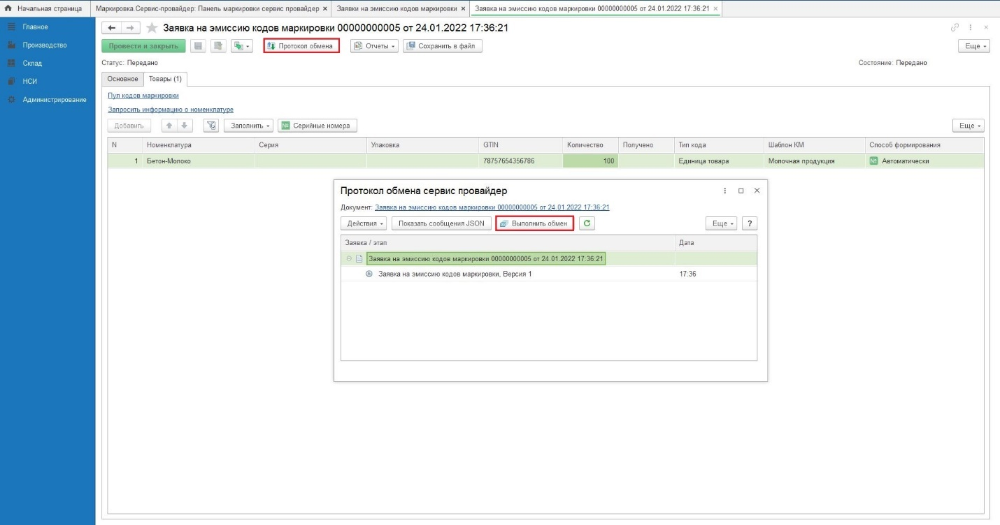 Начальная страница
Маркировка.Сервис-провайдер: Панель маркировки сервис провайдер ×
Заявки на эмиссию кодов маркировки ×
Заявка на эмиссию кодов маркировки 00000000005 от 24.01.2022 17:36:21 ×
Главное
Производство
Склад
НСИ
Администрирование
Заявка на эмиссию кодов маркировки 00000000005 от 24.01.2022 17:36:21
Провести и закрыть
Протокол обмена
Отчеты
Сохранить в файл
Еще
Статус: Передано
Состояние: Передано
Основное
Товары (1)
Пул кодов маркировки
Запросить информацию о номенклатуре
Добавить
Заполнить
№ Серийные номера
Еще
N Номенклатура Серия Упаковка GTIN Количество Получено Тип кода Шаблон КМ Способ формирования
1 Бетон-Молоко 78757654356786 100 Единица товара Молочная продукция № Автоматически
Протокол обмена сервис провайдер
Документ: Заявка на эмиссию кодов маркировки 00000000005 от 24.01.2022 17:36:21
Действия
Показать сообщения JSON
Выполнить обмен
Еще
?
Заявка / этап Дата
Заявка на эмиссию кодов маркировки 00000000005 от 24.01.2022 17:36:21
Заявка на эмиссию кодов маркировки, Версия 1 17:36